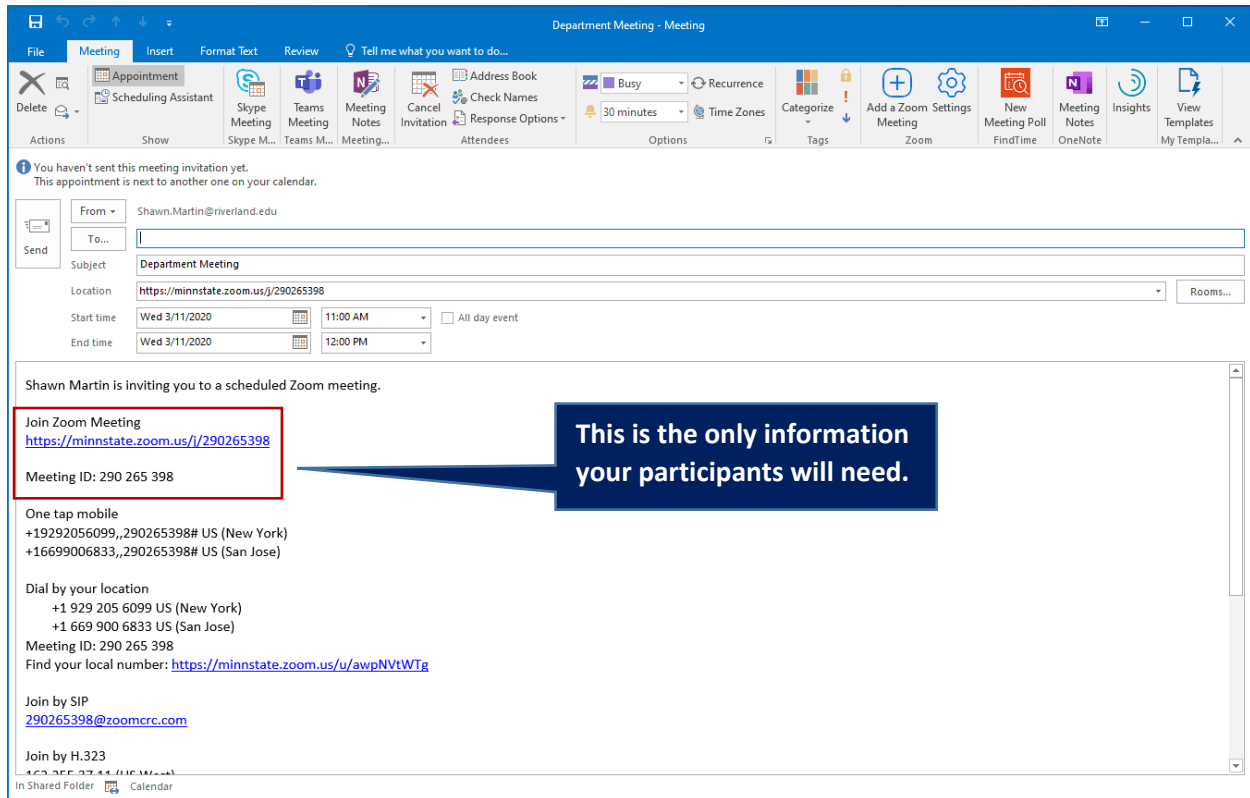 Department Meeting - Meeting
File Meeting Insert Format Text Review Tell me what you want to do...
Delete
Actions
Appointment
Scheduling Assistant
Show
Skype
Meeting
Skype M...
Teams
Meeting
Teams M...
Meeting
Notes
Meeting...
Cancel
Invitation
Address Book
Check Names
Response Options
Attendees
Busy
Recurrence
30 minutes
Time Zones
Options
Categorize
Tags
Add a Zoom
Meeting
Settings
Zoom
New
Meeting Poll
FindTime
Meeting
Notes
OneNote
Insights
View
Templates
My Templa...
You haven't sent this meeting invitation yet.
This appointment is next to another one on your calendar.
Send
From Shawn.Martin@riverland.edu
To...
Subject Department Meeting
Location https://minnstate.zoom.us/j/290265398 Rooms...
Start time Wed 3/11/2020 11:00 AM All day event
End time Wed 3/11/2020 12:00 PM
Shawn Martin is inviting you to a scheduled Zoom meeting.
Join Zoom Meeting
https://minnstate.zoom.us/j/290265398
Meeting ID: 290 265 398
This is the only information
your participants will need.
One tap mobile
+19292056099,,290265398# US (New York)
+16699006833,,290265398# US (San Jose)
Dial by your location
+1 929 205 6099 US (New York)
+1 669 900 6833 US (San Jose)
Meeting ID: 290 265 398
Find your local number: https://minnstate.zoom.us/u/awpNVtWTg
Join by SIP
290265398@zoomcrc.com
Join by H.323
162.255.37.11 (US West)
In Shared Folder Calendar